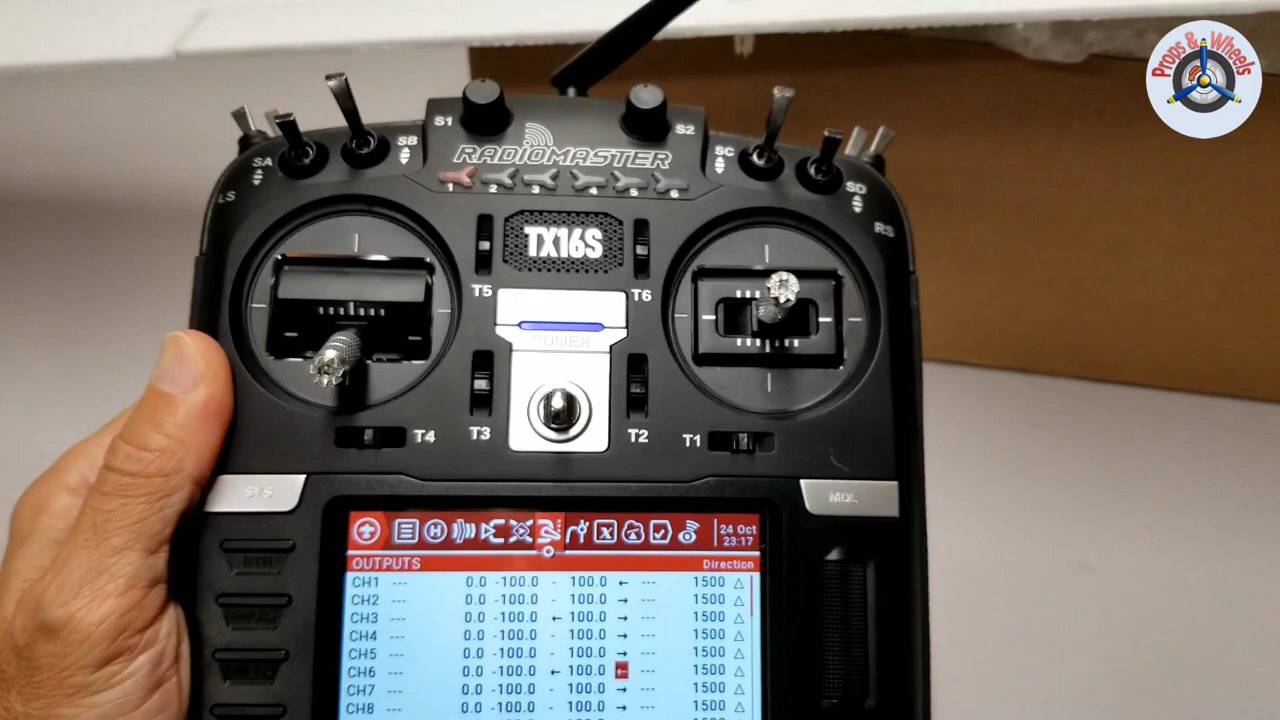 Props & Wheels
S1
S2
SA
SB
SC
SD
LS
RS
RADIOMASTER
1 2 3 4 5 6
TX16S
T5
T6
POWER
T3
T2
T4
T1
SYS
MDL
RTN
24 Oct
23:17
OUTPUTS Direction
CH1 --- 0.0 -100.0 - 100.0 ← --- 1500 △
CH2 --- 0.0 -100.0 - 100.0 → --- 1500 △
CH3 --- 0.0 -100.0 ← 100.0 → --- 1500 △
CH4 --- 0.0 -100.0 - 100.0 → --- 1500 △
CH5 --- 0.0 -100.0 - 100.0 → --- 1500 △
CH6 --- 0.0 -100.0 ← 100.0 ← --- 1500 △
CH7 --- 0.0 -100.0 - 100.0 → --- 1500 △
CH8 --- 0.0 -100.0 - 100.0 → --- 1500 △